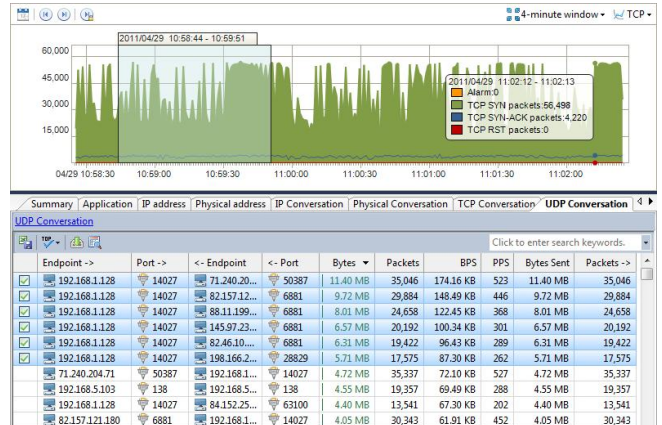 4-minute window TCP
2011/04/29 10:58:44 - 10:59:51
60,000
45,000
30,000
15,000
2011/04/29 11:02:12 - 11:02:13
Alarm:0
TCP SYN packets:56,498
TCP SYN-ACK packets:4,220
TCP RST packets:0
04/29 10:58:30 10:59:00 10:59:30 11:00:00 11:00:30 11:01:00 11:01:30 11:02:00
Summary Application IP address Physical address IP Conversation Physical Conversation TCP Conversation UDP Conversation
UDP Conversation
Click to enter search keywords.
Endpoint -> Port -> <- Endpoint <- Port Bytes Packets BPS PPS Bytes Sent Packets ->
192.168.1.128 14027 71.240.20... 50387 11.40 MB 35,046 174.16 KB 523 11.40 MB 35,046
192.168.1.128 14027 82.157.12... 6881 9.72 MB 29,884 148.49 KB 446 9.72 MB 29,884
192.168.1.128 14027 88.11.199... 6881 8.01 MB 24,658 122.45 KB 368 8.01 MB 24,658
192.168.1.128 14027 145.97.23... 6881 6.57 MB 20,192 100.34 KB 301 6.57 MB 20,192
192.168.1.128 14027 82.46.10.... 6881 6.31 MB 19,422 96.43 KB 289 6.31 MB 19,422
192.168.1.128 14027 198.166.2... 28829 5.71 MB 17,575 87.30 KB 262 5.71 MB 17,575
71.240.204.71 50387 192.168.1... 14027 4.72 MB 35,337 72.10 KB 527 4.72 MB 35,337
192.168.5.103 138 192.168.5... 138 4.55 MB 19,357 69.49 KB 288 4.55 MB 19,357
192.168.1.128 14027 84.152.25... 63100 4.40 MB 13,541 67.30 KB 202 4.40 MB 13,541
82.157.121.180 6881 192.168.1... 14027 4.05 MB 30,343 61.91 KB 452 4.05 MB 30,343